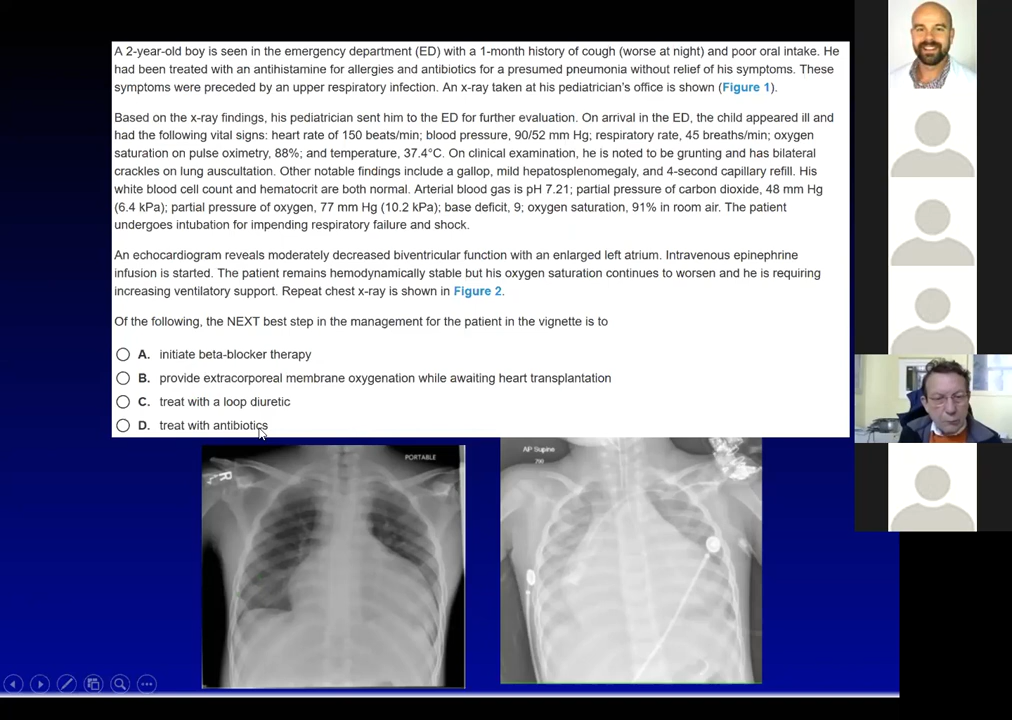 A 2-year-old boy is seen in the emergency department (ED) with a 1-month history of cough (worse at night) and poor oral intake. He
had been treated with an antihistamine for allergies and antibiotics for a presumed pneumonia without relief of his symptoms. These
symptoms were preceded by an upper respiratory infection. An x-ray taken at his pediatrician's office is shown (Figure 1).
Based on the x-ray findings, his pediatrician sent him to the ED for further evaluation. On arrival in the ED, the child appeared ill and
had the following vital signs: heart rate of 150 beats/min; blood pressure, 90/52 mm Hg; respiratory rate, 45 breaths/min; oxygen
saturation on pulse oximetry, 88%; and temperature, 37.4°C. On clinical examination, he is noted to be grunting and has bilateral
crackles on lung auscultation. Other notable findings include a gallop, mild hepatosplenomegaly, and 4-second capillary refill. His
white blood cell count and hematocrit are both normal. Arterial blood gas is pH 7.21; partial pressure of carbon dioxide, 48 mm Hg
(6.4 kPa); partial pressure of oxygen, 77 mm Hg (10.2 kPa); base deficit, 9; oxygen saturation, 91% in room air. The patient
undergoes intubation for impending respiratory failure and shock.
An echocardiogram reveals moderately decreased biventricular function with an enlarged left atrium. Intravenous epinephrine
infusion is started. The patient remains hemodynamically stable but his oxygen saturation continues to worsen and he is requiring
increasing ventilatory support. Repeat chest x-ray is shown in Figure 2.
Of the following, the NEXT best step in the management for the patient in the vignette is to
A. initiate beta-blocker therapy
B. provide extracorporeal membrane oxygenation while awaiting heart transplantation
C. treat with a loop diuretic
D. treat with antibiotics
PORTABLE
R
AP Supine